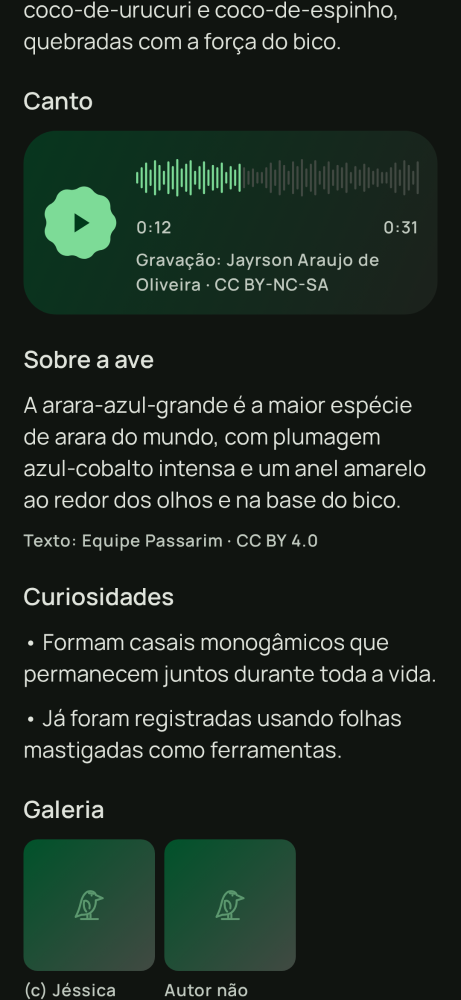 coco-de-urucuri e coco-de-espinho,
quebradas com a força do bico.
Canto
0:12
0:31
Gravação: Jayrson Araujo de
Oliveira · CC BY-NC-SA
Sobre a ave
A arara-azul-grande é a maior espécie
de arara do mundo, com plumagem
azul-cobalto intensa e um anel amarelo
ao redor dos olhos e na base do bico.
Texto: Equipe Passarim · CC BY 4.0
Curiosidades
• Formam casais monogâmicos que
permanecem juntos durante toda a vida.
• Já foram registradas usando folhas
mastigadas como ferramentas.
Galeria
(c) Jéssica
Autor não